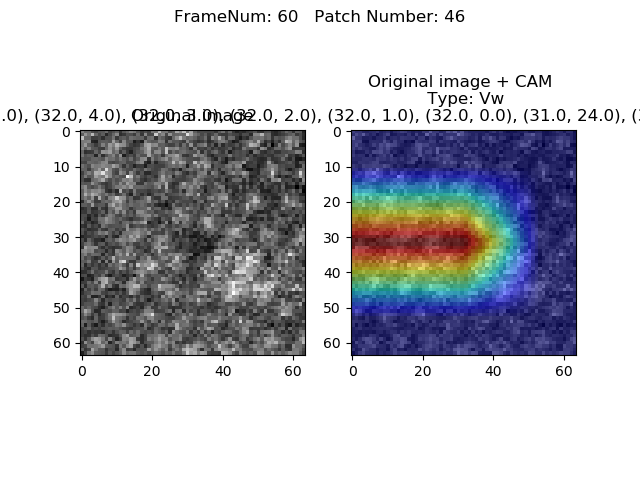 FrameNum: 60   Patch Number: 46
Original image + CAM
Type: Vw
.0), (32.0, 4.0), (32.0, 3.0), (32.0, 2.0), (32.0, 1.0), (32.0, 0.0), (31.0, 24.0), (3
Original image
0
10
20
30
40
50
60
0 20 40 60
0
10
20
30
40
50
60
0 20 40 60